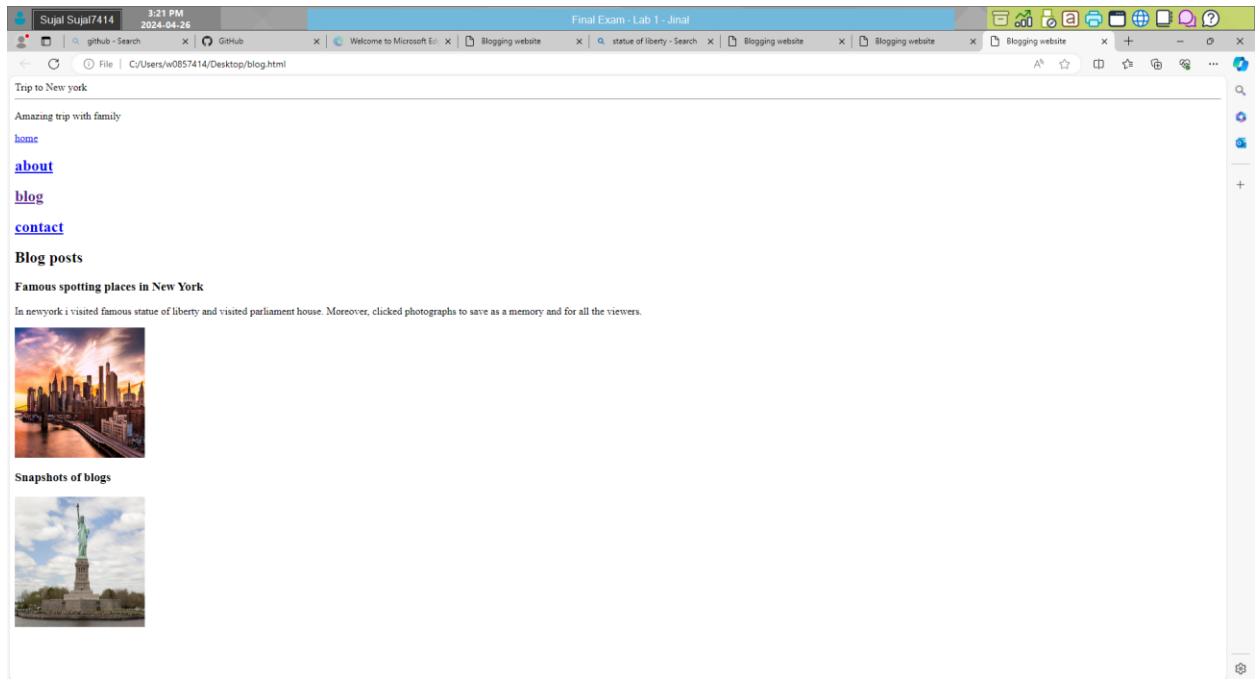 Sujal Sujal7414
3:21 PM
2024-04-26
Final Exam - Lab 1 - Jinal
github - Search
GitHub
Welcome to Microsoft Ed
Blogging website
statue of liberty - Search
Blogging website
Blogging website
Blogging website
File
C:/Users/w0857414/Desktop/blog.html
Trip to New york
Amazing trip with family
home
about
blog
contact
Blog posts
Famous spotting places in New York
In newyork i visited famous statue of liberty and visited parliament house. Moreover, clicked photographs to save as a memory and for all the viewers.
Snapshots of blogs